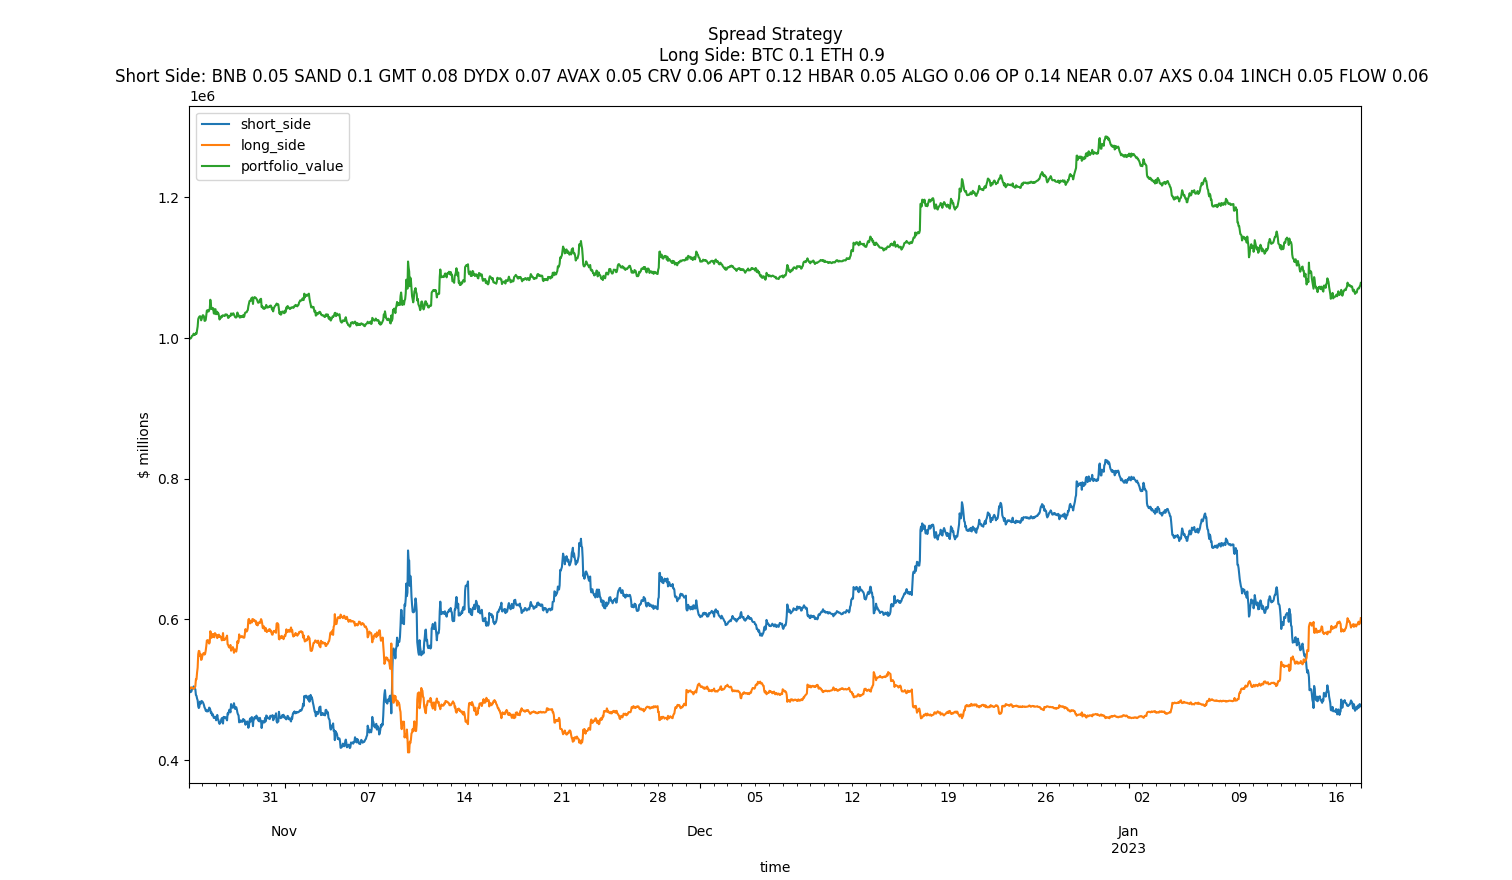 Spread Strategy
Long Side: BTC 0.1 ETH 0.9
Short Side: BNB 0.05 SAND 0.1 GMT 0.08 DYDX 0.07 AVAX 0.05 CRV 0.06 APT 0.12 HBAR 0.05 ALGO 0.06 OP 0.14 NEAR 0.07 AXS 0.04 1INCH 0.05 FLOW 0.06
1e6
short_side
long_side
portfolio_value
1.2
1.0
0.8
0.6
0.4
$ millions
31 07 14 21 28 05 12 19 26 02 09 16
Nov Dec Jan
2023
time